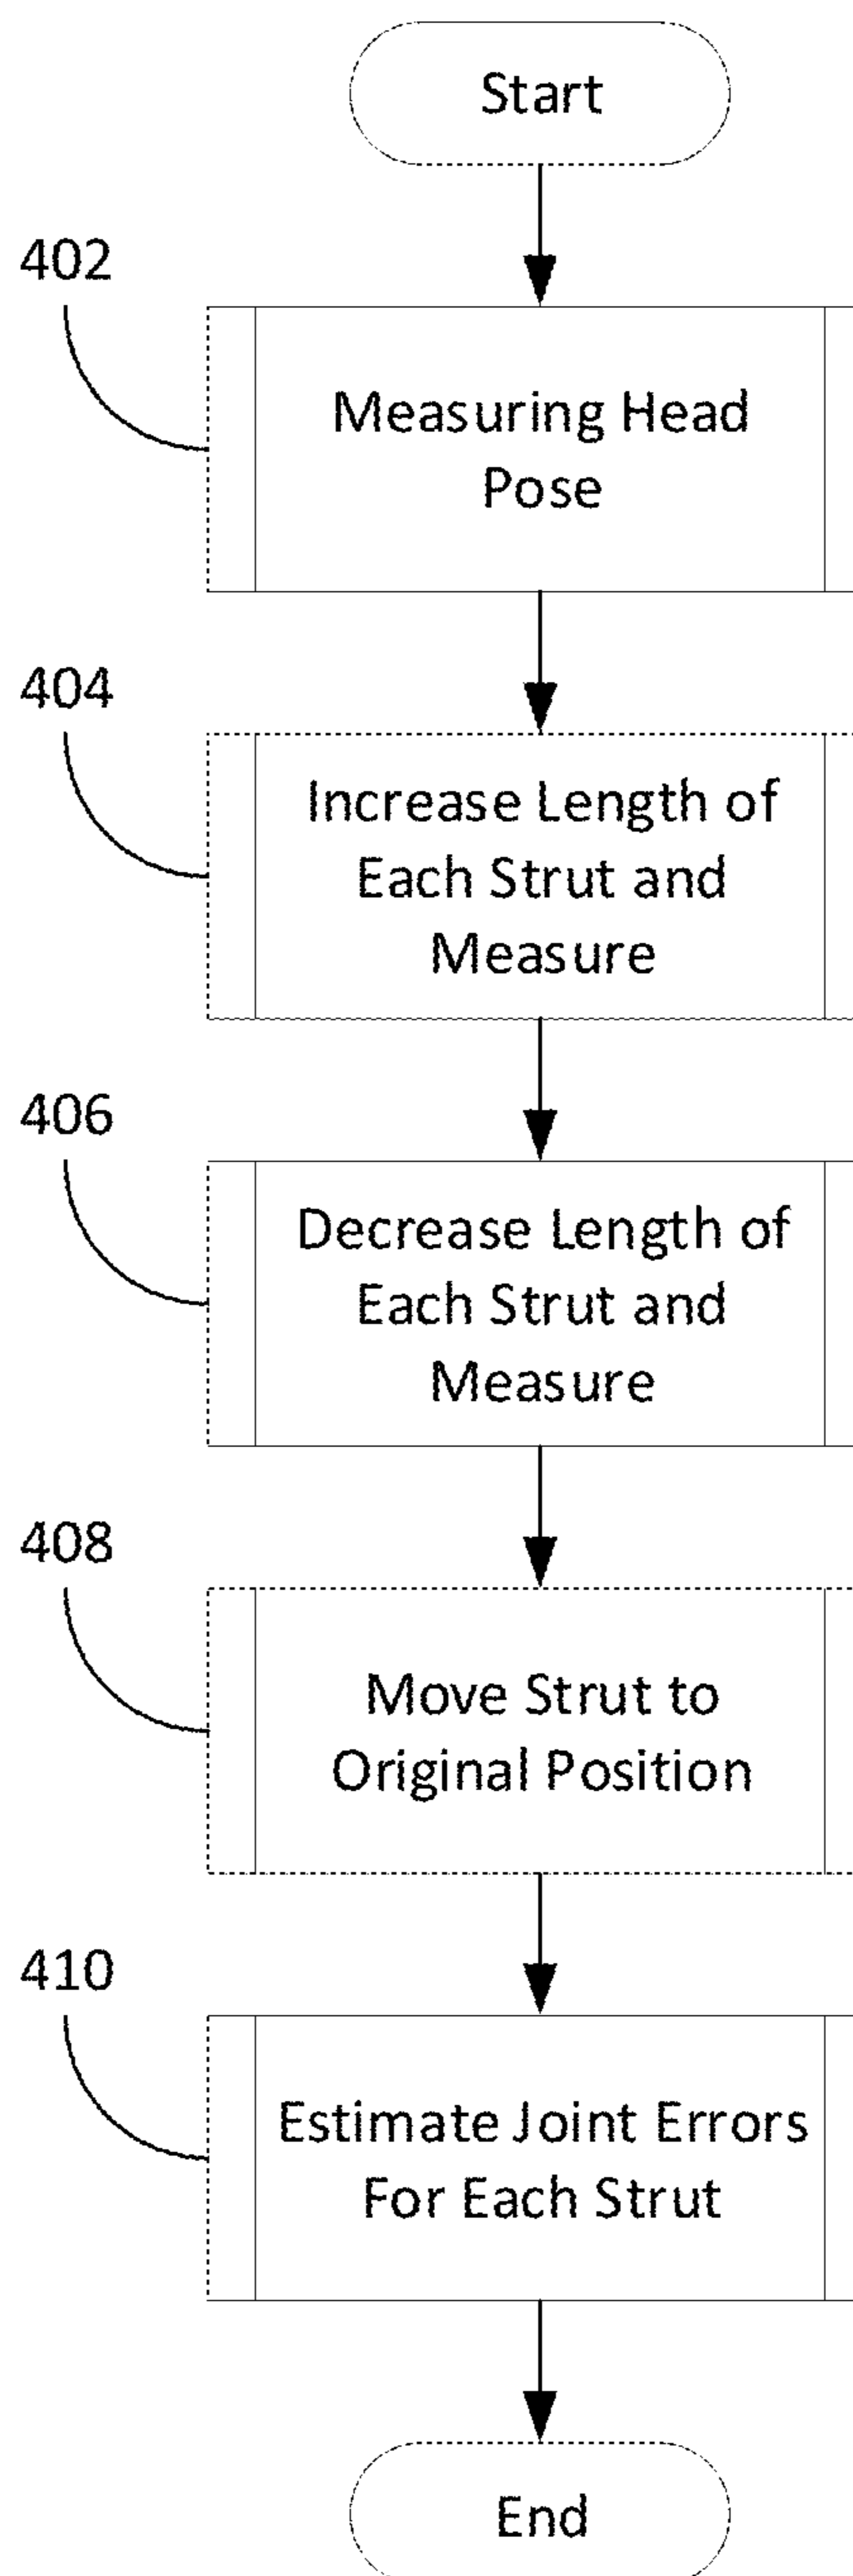 Start
402
Measuring Head
Pose
404
Increase Length of
Each Strut and
Measure
406
Decrease Length of
Each Strut and
Measure
408
Move Strut to
Original Position
410
Estimate Joint Errors
For Each Strut
End